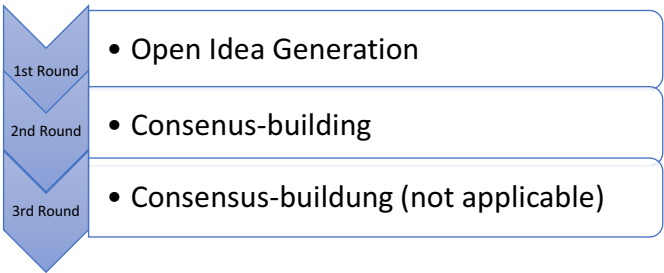 1st Round
• Open Idea Generation
2nd Round
• Consenus-building
3rd Round
• Consensus-buildung (not applicable)